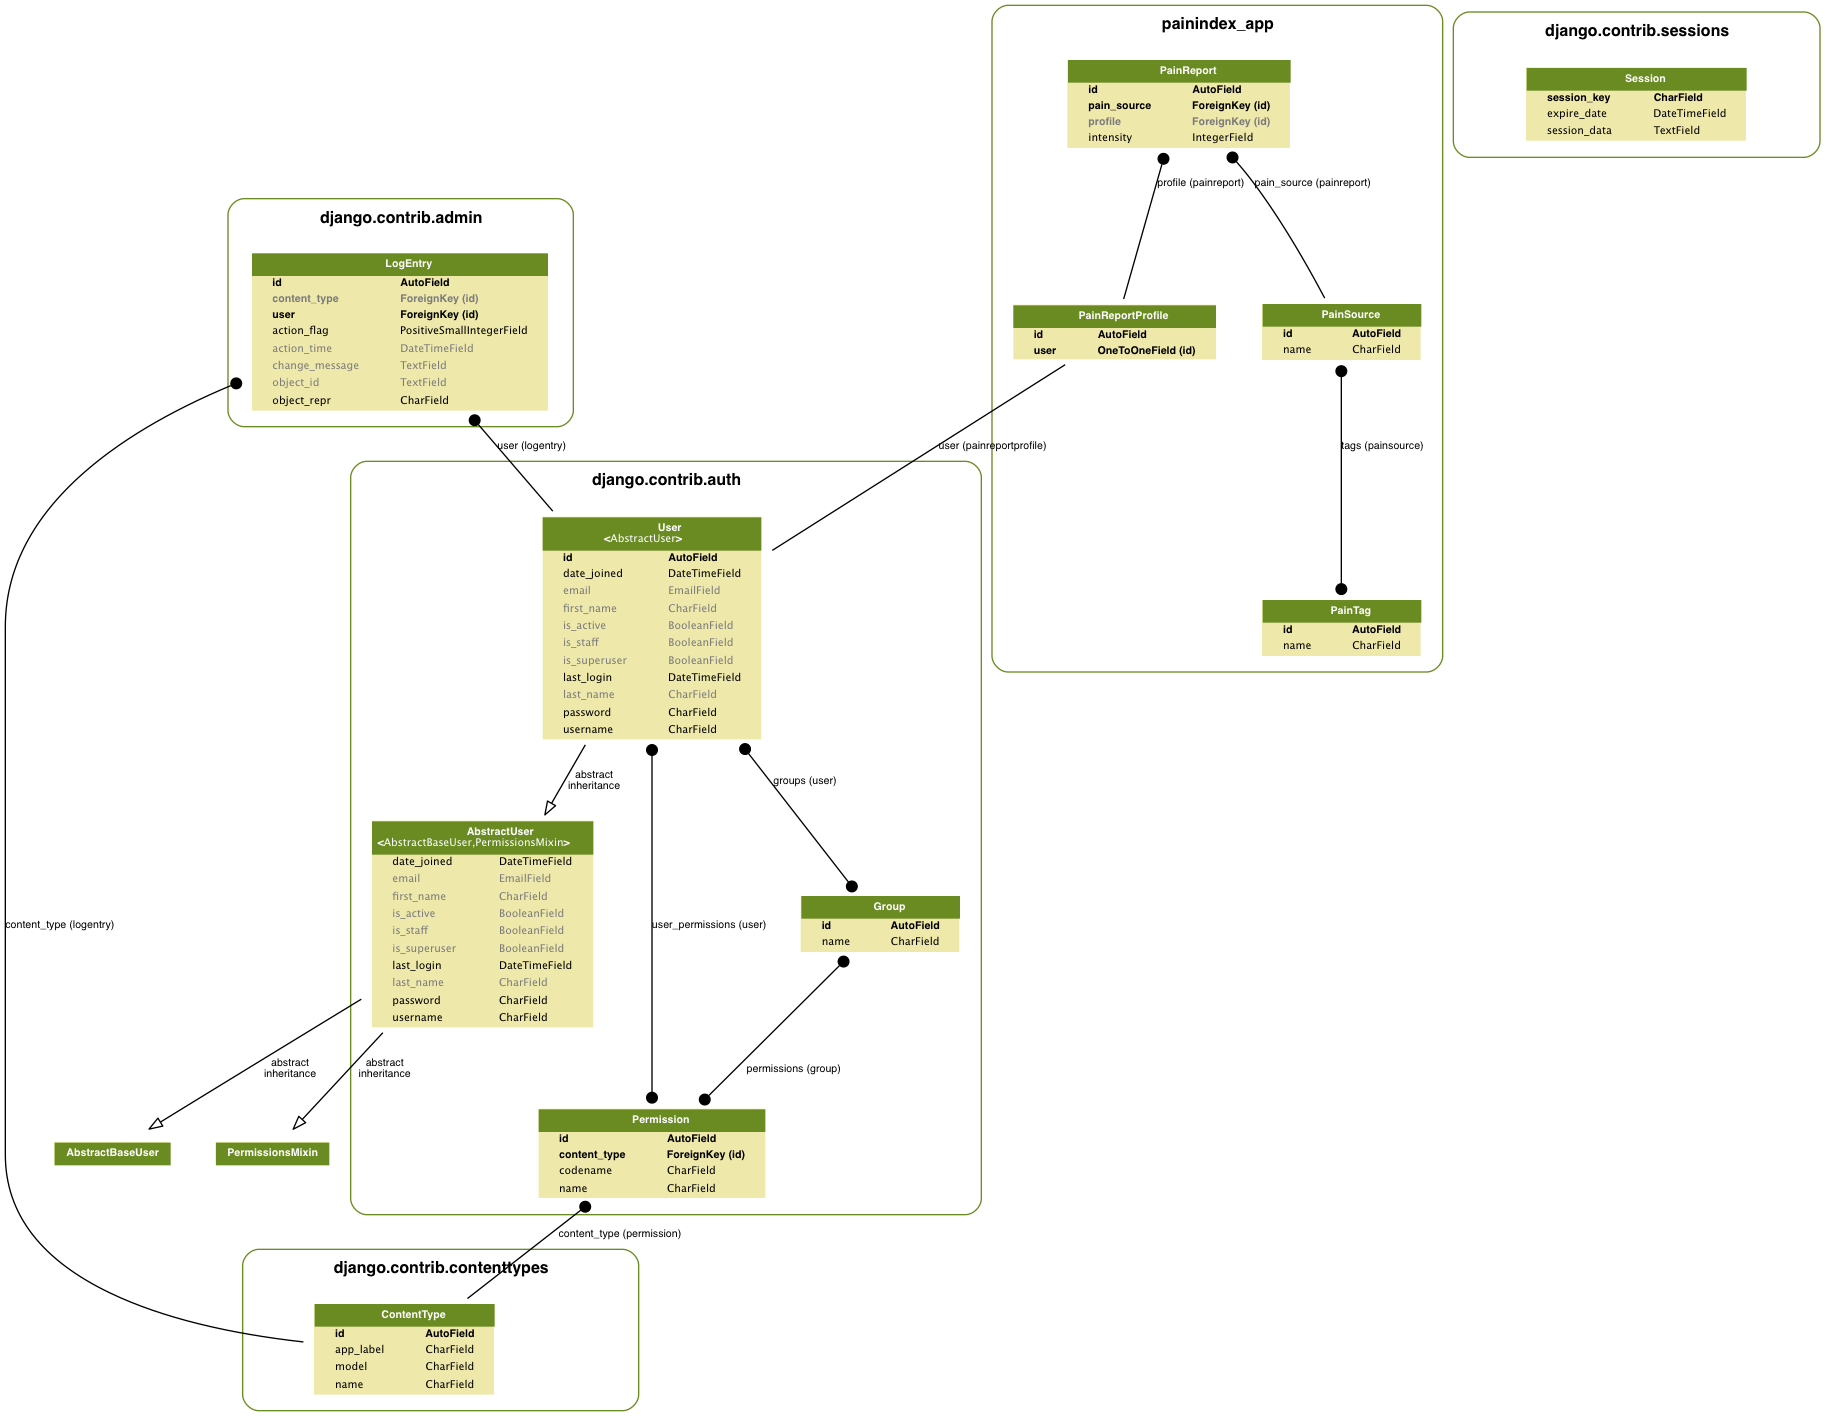 painindex_app
PainReport
id AutoField
pain_source ForeignKey (id)
profile ForeignKey (id)
intensity IntegerField
profile (painreport)
pain_source (painreport)
PainReportProfile
id AutoField
user OneToOneField (id)
PainSource
id AutoField
name CharField
user (painreportprofile)
tags (painsource)
PainTag
id AutoField
name CharField
django.contrib.sessions
Session
session_key CharField
expire_date DateTimeField
session_data TextField
django.contrib.admin
LogEntry
id AutoField
content_type ForeignKey (id)
user ForeignKey (id)
action_flag PositiveSmallIntegerField
action_time DateTimeField
change_message TextField
object_id TextField
object_repr CharField
user (logentry)
django.contrib.auth
User
<AbstractUser>
id AutoField
date_joined DateTimeField
email EmailField
first_name CharField
is_active BooleanField
is_staff BooleanField
is_superuser BooleanField
last_login DateTimeField
last_name CharField
password CharField
username CharField
abstract
inheritance
groups (user)
AbstractUser
<AbstractBaseUser,PermissionsMixin>
date_joined DateTimeField
email EmailField
first_name CharField
is_active BooleanField
is_staff BooleanField
is_superuser BooleanField
last_login DateTimeField
last_name CharField
password CharField
username CharField
content_type (logentry)
user_permissions (user)
Group
id AutoField
name CharField
abstract
inheritance
abstract
inheritance
permissions (group)
AbstractBaseUser
PermissionsMixin
Permission
id AutoField
content_type ForeignKey (id)
codename CharField
name CharField
content_type (permission)
django.contrib.contenttypes
ContentType
id AutoField
app_label CharField
model CharField
name CharField